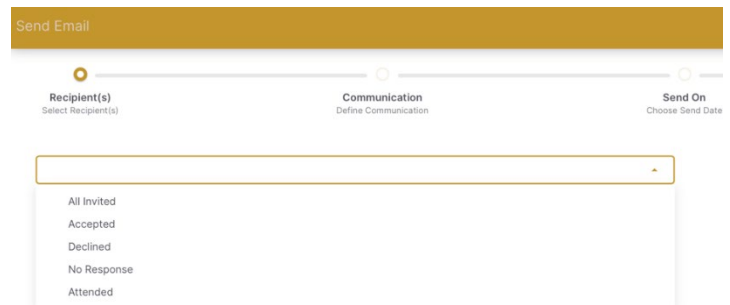 Send Email
Recipient(s)
Select Recipient(s)
Communication
Define Communication
Send On
Choose Send Date
All Invited
Accepted
Declined
No Response
Attended